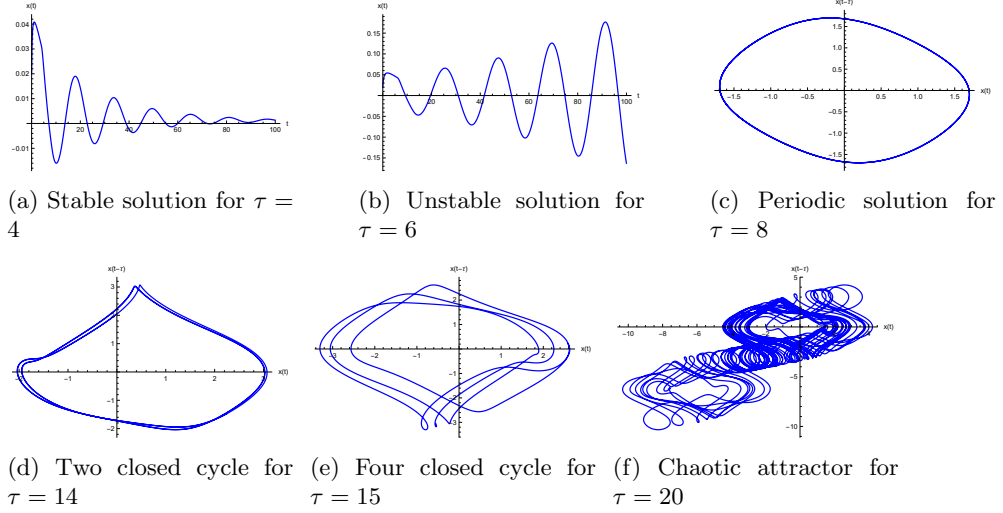 x(t)
0.04
0.03
0.02
0.01
-0.01
20
40
60
80
100
t
x(t)
0.15
0.10
0.05
-0.05
-0.10
-0.15
20
40
60
80
100
t
x(t-τ)
1.5
1.0
0.5
-0.5
-1.0
-1.5
-1.5
-1.0
-0.5
0.5
1.0
1.5
x(t)
(a) Stable solution for τ =
4
(b) Unstable solution for
τ = 6
(c) Periodic solution for
τ = 8
x(t-τ)
3
2
1
-1
-2
-2
-1
1
2
3
x(t)
x(t-τ)
2
1
-1
-2
-3
-3
-2
-1
1
2
x(t)
x(t-τ)
5
-5
-10
-10
-8
-6
-4
-2
2
4
x(t)
(d) Two closed cycle for
τ = 14
(e) Four closed cycle for
τ = 15
(f) Chaotic attractor for
τ = 20